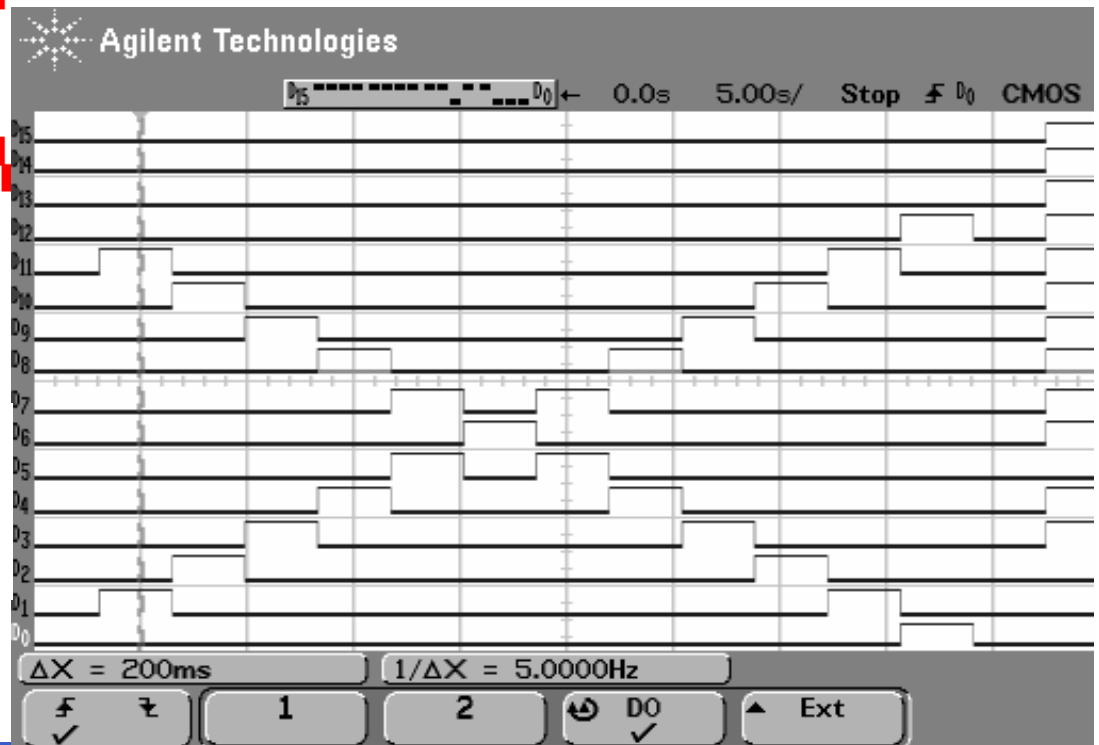 Agilent Technologies
D15 D0 ← 0.0s 5.00s/ Stop D0 CMOS
D15
D14
D13
D12
D11
D10
D9
D8
D7
D6
D5
D4
D3
D2
D1
D0
ΔX = 200ms 1/ΔX = 5.0000Hz
1 2 D0 Ext